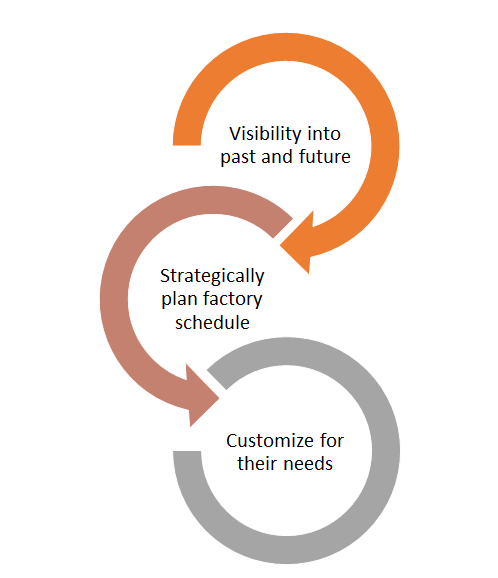 Visibility into
past and future
Strategically
plan factory
schedule
Customize for
their needs